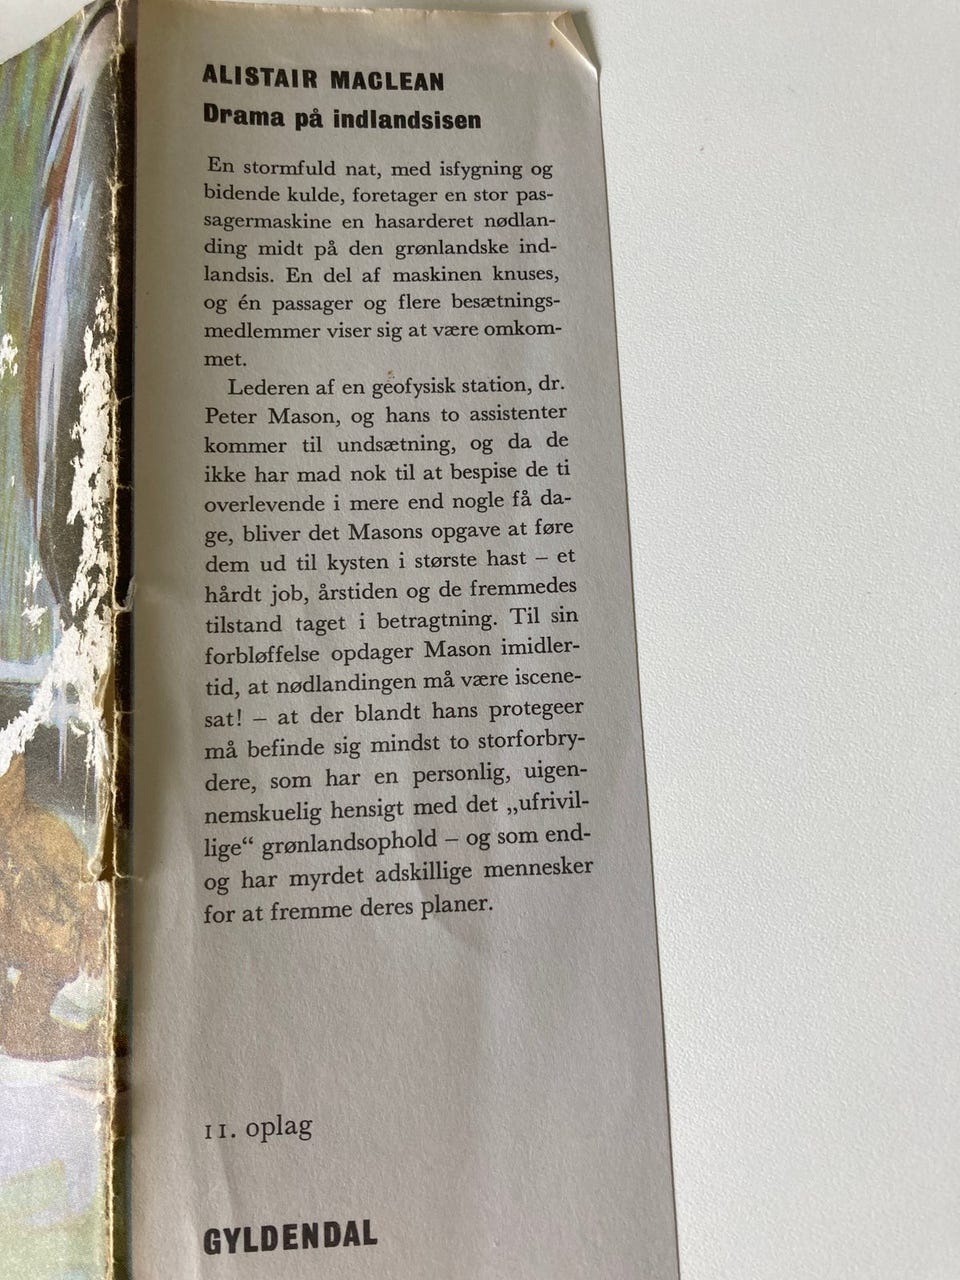 ALISTAIR MACLEAN
Drama på indlandsisen
En stormfuld nat, med isfygning og
bidende kulde, foretager en stor pas-
sagermaskine en hasarderet nødlan-
ding midt på den grønlandske ind-
landsis. En del af maskinen knuses,
og én passager og flere besætnings-
medlemmer viser sig at være omkom-
met.
Lederen af en geofysisk station, dr.
Peter Mason, og hans to assistenter
kommer til undsætning, og da de
ikke har mad nok til at bespise de ti
overlevende i mere end nogle få da-
ge, bliver det Masons opgave at føre
dem ud til kysten i største hast – et
hårdt job, årstiden og de fremmedes
tilstand taget i betragtning. Til sin
forbløffelse opdager Mason imidler-
tid, at nødlandingen må være iscene-
sat! – at der blandt hans protegeer
må befinde sig mindst to storforbry-
dere, som har en personlig, uigen-
nemskuelig hensigt med det „ufrivil-
lige“ grønlandsophold – og som end-
og har myrdet adskillige mennesker
for at fremme deres planer.
11. oplag
GYLDENDAL